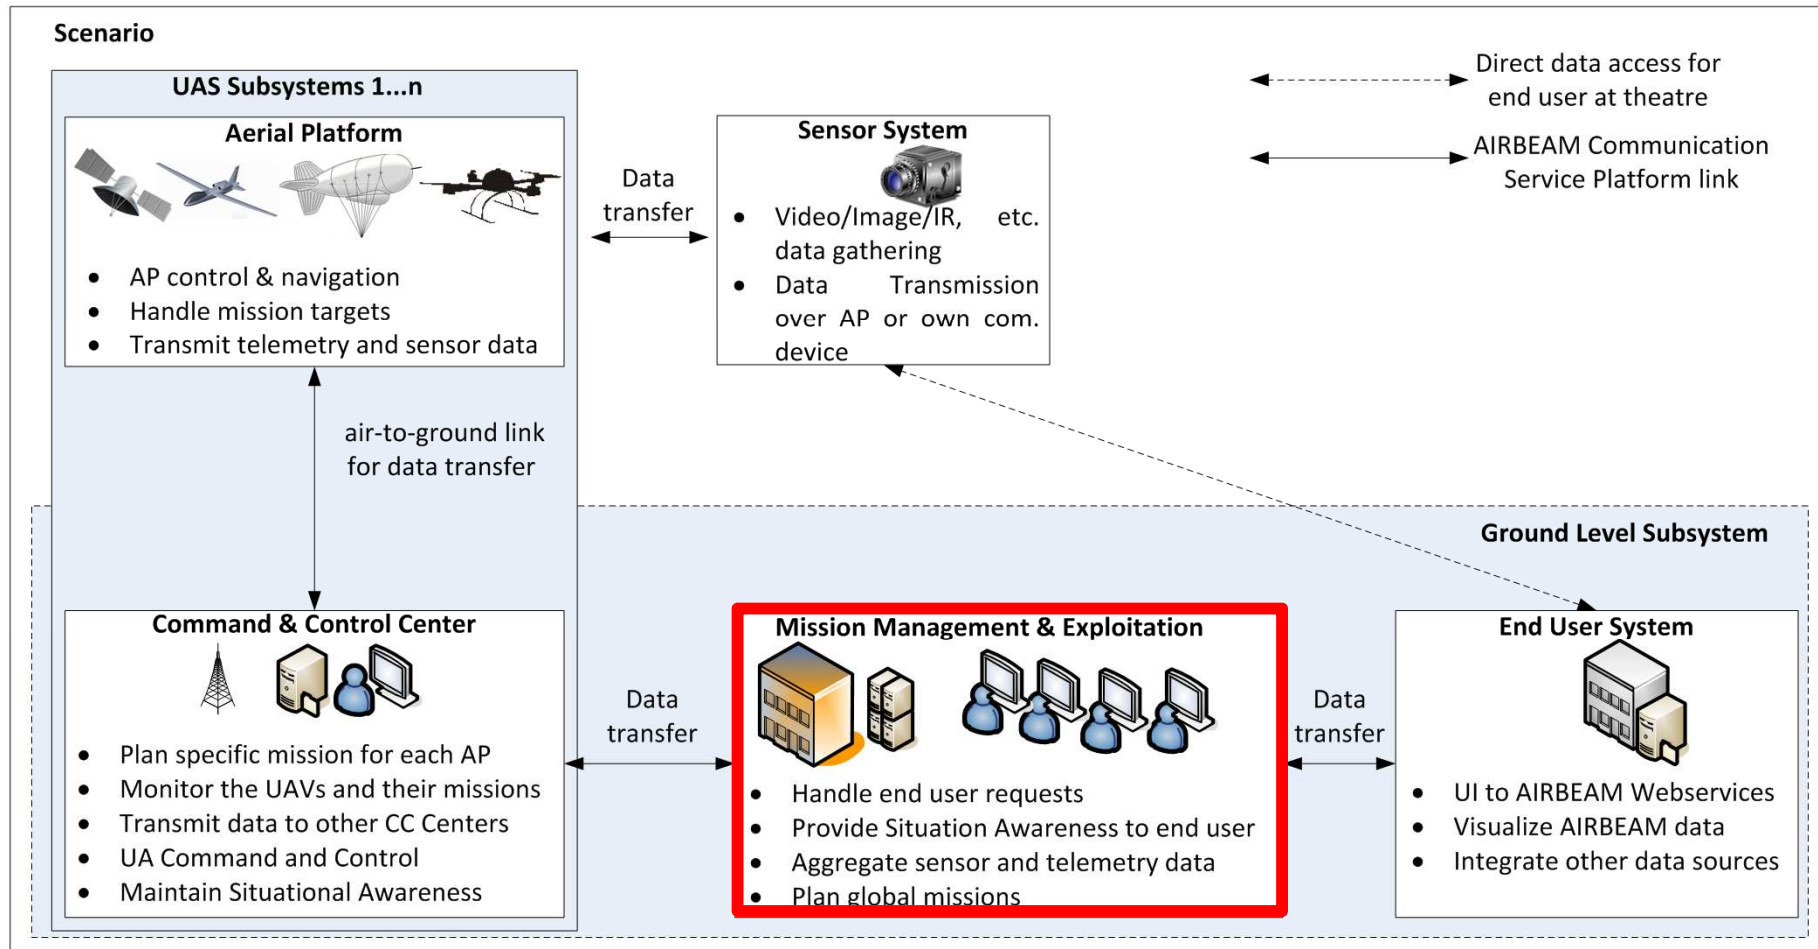 Scenario
UAS Subsystems 1...n
Aerial Platform
• AP control & navigation
• Handle mission targets
• Transmit telemetry and sensor data
Data
transfer
Sensor System
• Video/Image/IR, etc.
data gathering
• Data Transmission
over AP or own com.
device
Direct data access for
end user at theatre
AIRBEAM Communication
Service Platform link
air-to-ground link
for data transfer
Ground Level Subsystem
Command & Control Center
• Plan specific mission for each AP
• Monitor the UAVs and their missions
• Transmit data to other CC Centers
• UA Command and Control
• Maintain Situational Awareness
Data
transfer
Mission Management & Exploitation
• Handle end user requests
• Provide Situation Awareness to end user
• Aggregate sensor and telemetry data
• Plan global missions
Data
transfer
End User System
• UI to AIRBEAM Webservices
• Visualize AIRBEAM data
• Integrate other data sources